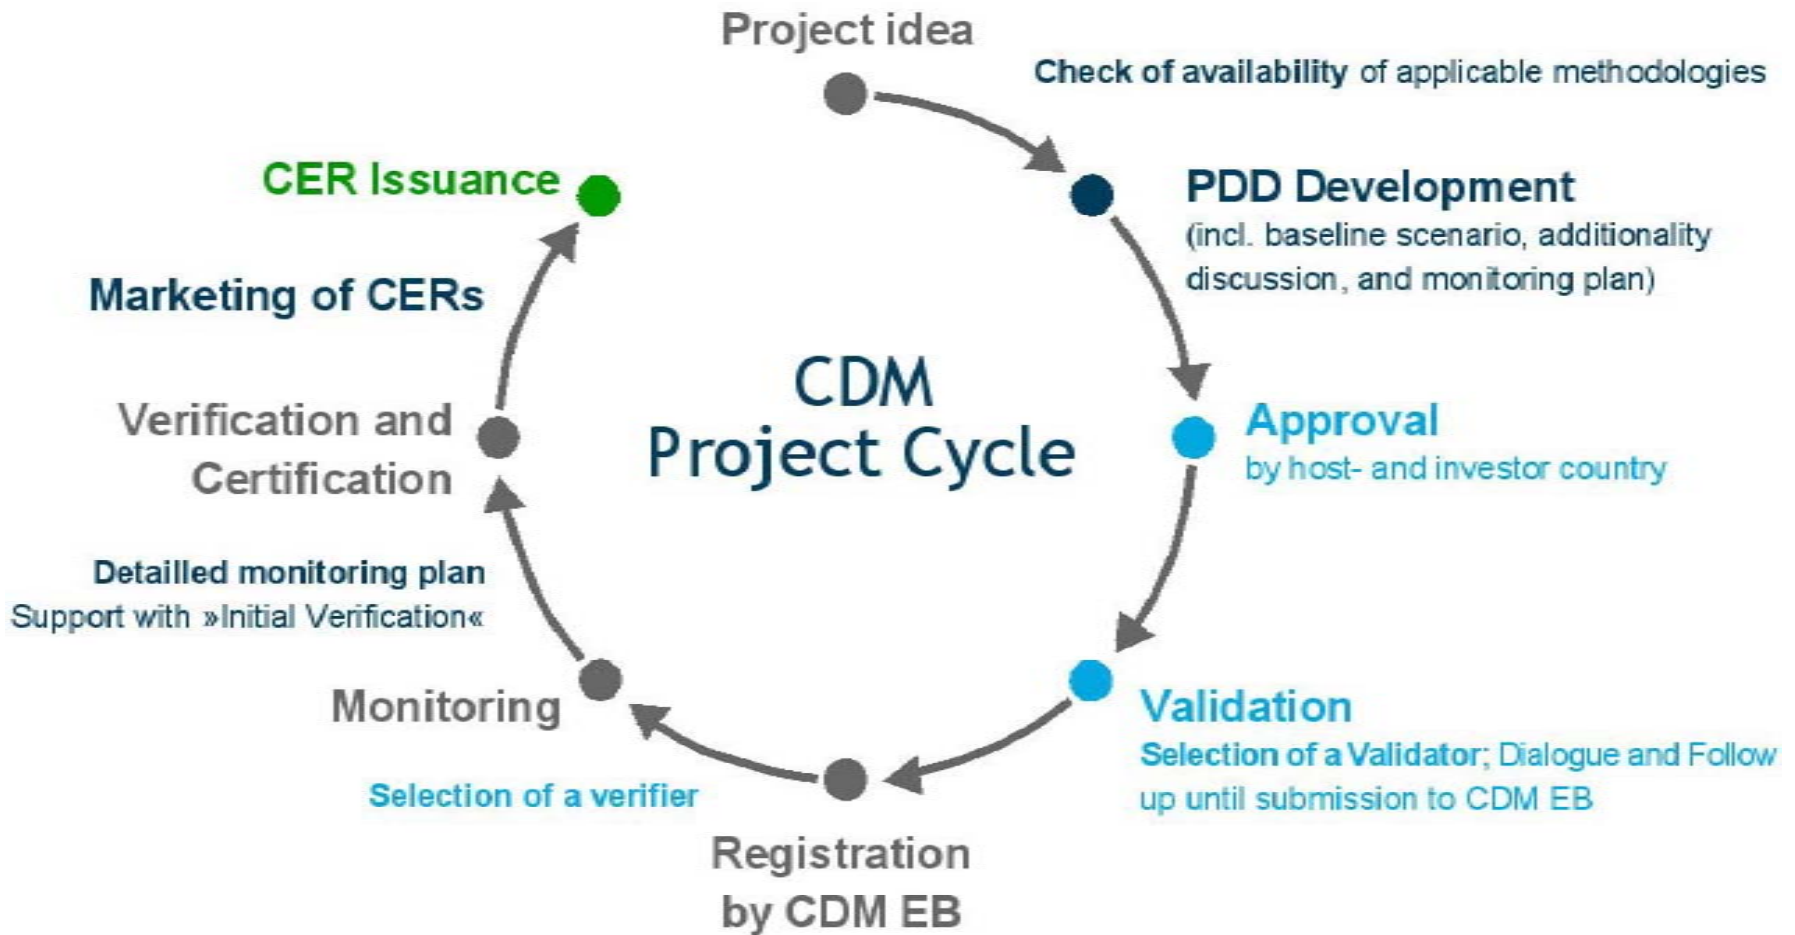 Project idea
Check of availability of applicable methodologies
PDD Development
(incl. baseline scenario, additionality
discussion, and monitoring plan)
Approval
by host- and investor country
Validation
Selection of a Validator; Dialogue and Follow
up until submission to CDM EB
Registration
by CDM EB
Selection of a verifier
Monitoring
Detailled monitoring plan
Support with »Initial Verification«
Verification and
Certification
Marketing of CERs
CER Issuance
CDM
Project Cycle